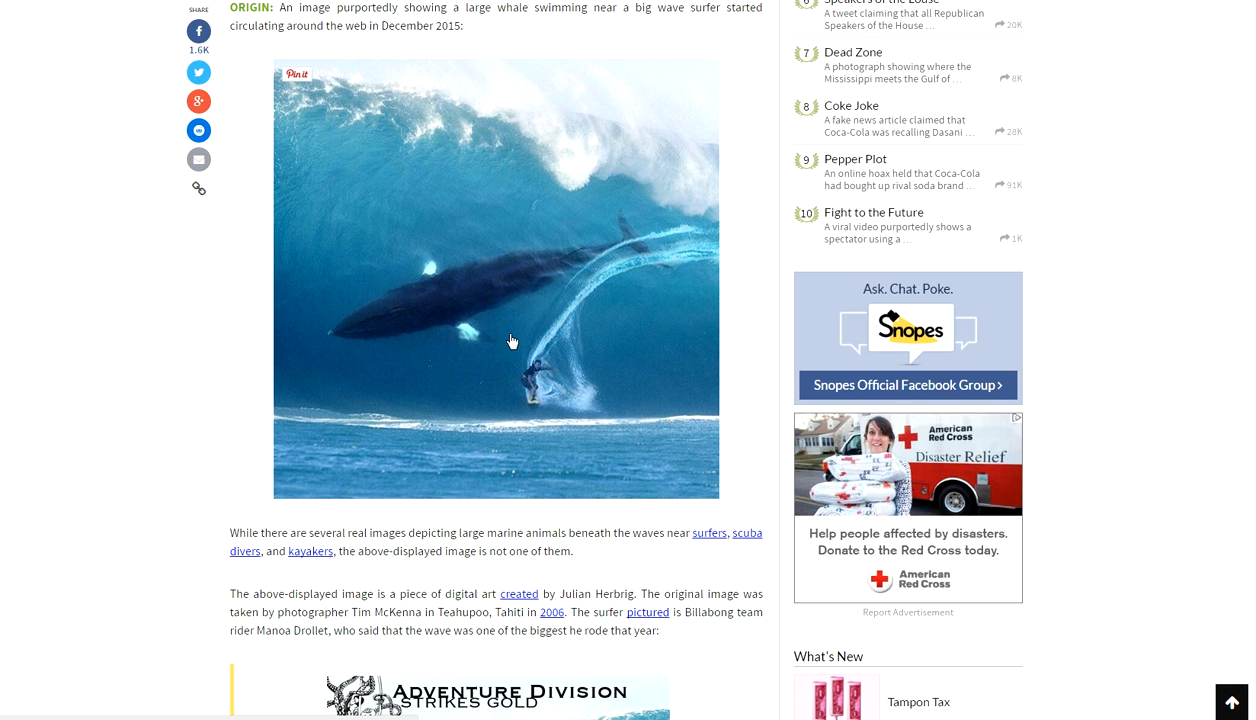 SHARE
1.6K
ORIGIN: An image purportedly showing a large whale swimming near a big wave surfer started
circulating around the web in December 2015:
Pin it
While there are several real images depicting large marine animals beneath the waves near surfers, scuba
divers, and kayakers, the above-displayed image is not one of them.
The above-displayed image is a piece of digital art created by Julian Herbrig. The original image was
taken by photographer Tim McKenna in Teahupoo, Tahiti in 2006. The surfer pictured is Billabong team
rider Manoa Drollet, who said that the wave was one of the biggest he rode that year:
ADVENTURE DIVISION
STRIKES GOLD
A tweet claiming that all Republican
Speakers of the House ...
20K
7
Dead Zone
A photograph showing where the
Mississippi meets the Gulf of ...
8K
8
Coke Joke
A fake news article claimed that
Coca-Cola was recalling Dasani ...
28K
9
Pepper Plot
An online hoax held that Coca-Cola
had bought up rival soda brand ...
91K
10
Fight to the Future
A viral video purportedly shows a
spectator using a ...
1K
Ask. Chat. Poke.
Snopes
Snopes Official Facebook Group >
American
Red Cross
Disaster Relief
Help people affected by disasters.
Donate to the Red Cross today.
American
Red Cross
Report Advertisement
What's New
Tampon Tax